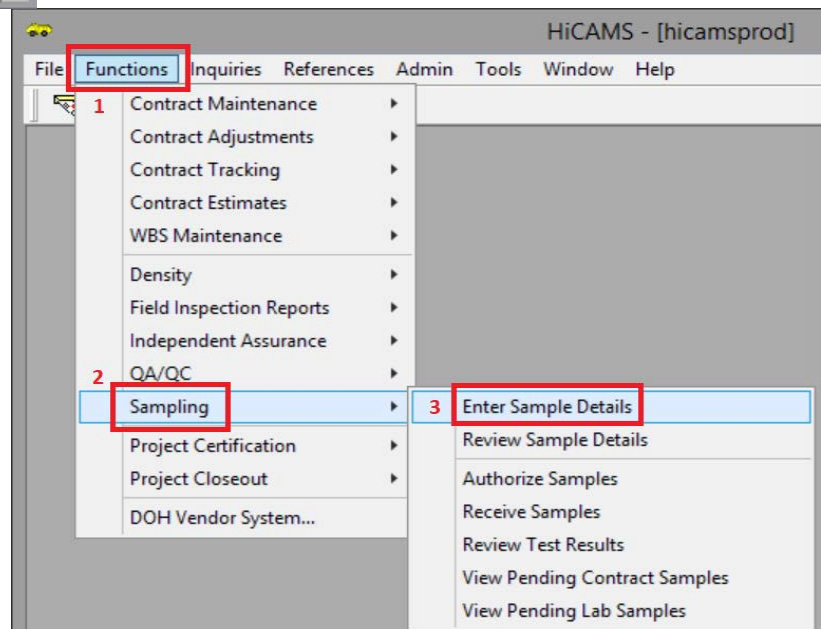 HiCAMS - [hicamsprod]
File Functions Inquiries References Admin Tools Window Help
1 Contract Maintenance
Contract Adjustments
Contract Tracking
Contract Estimates
WBS Maintenance
Density
Field Inspection Reports
Independent Assurance
2 QA/QC
Sampling
3 Enter Sample Details
Review Sample Details
Project Certification
Project Closeout
Authorize Samples
DOH Vendor System...
Receive Samples
Review Test Results
View Pending Contract Samples
View Pending Lab Samples